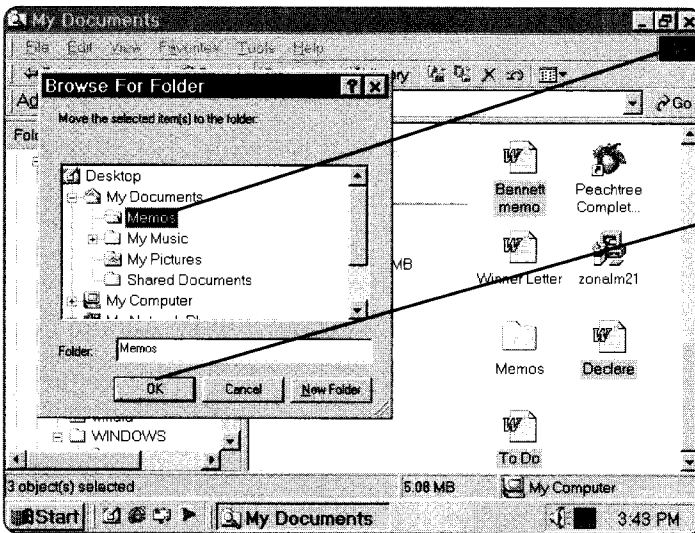 My Documents
File Edit View Favorites Tools Help
Browse For Folder
Go
Move the selected item(s) to the folder:
Desktop
My Documents
Memos
My Music
My Pictures
Shared Documents
My Computer
Folder: Memos
OK Cancel New Folder
WINDOWS
Bennett memo
Peachtree Complet...
MB
Winner Letter
zonalm21
Memos
Declare
To Do
3 object(s) selected
5.08 MB
My Computer
Start
My Documents
3:43 PM